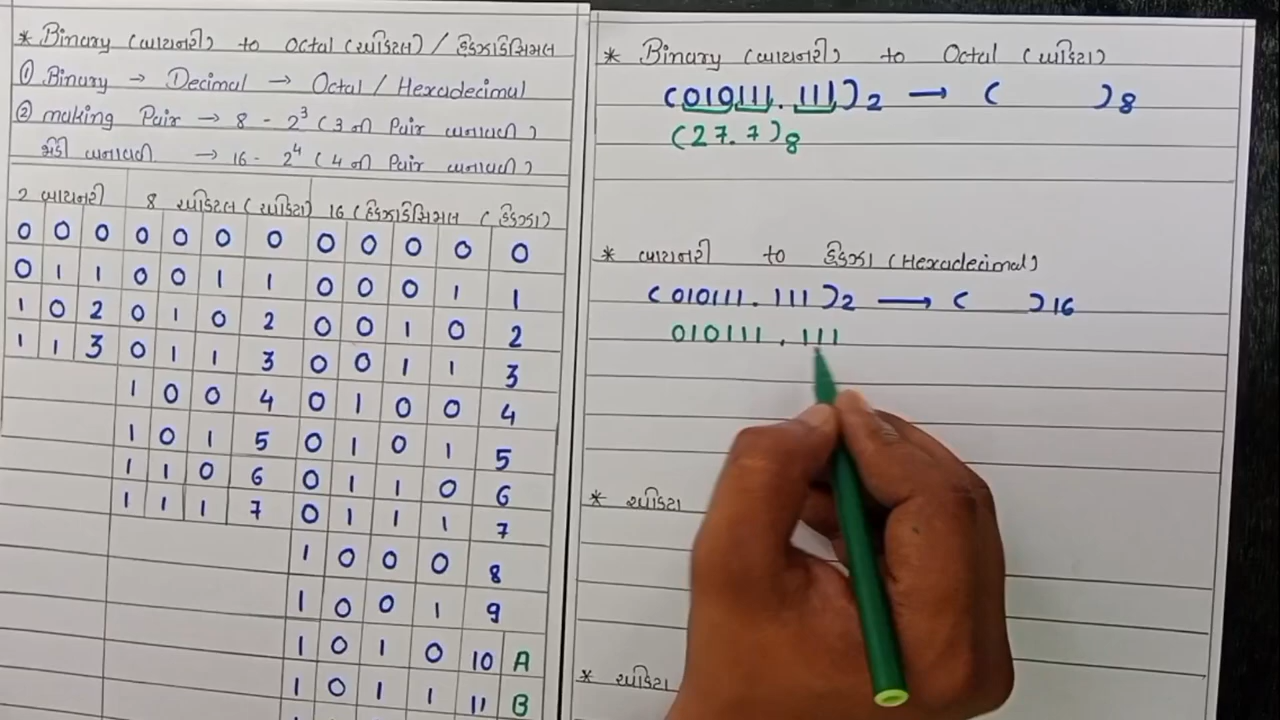 * Binary (બાયનરી) to Octal (ઓક્ટિલ) / હેક્ઝાડેસિમલ
① Binary → Decimal → Octal / Hexadecimal
② making Pair → 8 - 2³ ( 3 ની Pair બનાવવી )
બનાવવી → 16 - 2⁴ ( 4 ની Pair બનાવવી )
2 બાયનરી 8 16
0 0 0 0 0 0 0 0 0 0 0 0
0 1 1 0 0 1 1 0 0 0 1 1
1 0 2 0 1 0 2 0 0 1 0 2
1 1 3 0 1 1 3 0 0 1 1 3
1 0 0 4 0 1 0 0 4
1 0 1 5 0 1 0 1 5
1 1 0 6 0 1 1 0 6
1 1 1 7 0 1 1 1 7
1 0 0 0 8
1 0 0 1 9
1 0 1 0 10 A
1 0 1 1 11 B
* Binary (બાયનરી) to Octal (ઓક્ટા)
(010111.111)₂ → ( )₈
(27.7)₈
* બાયનરી to હેક્ઝા (Hexadecimal)
(010111.111)₂ → ( )16
010111.111
* ઓક્ટા
* ઓક્ટા